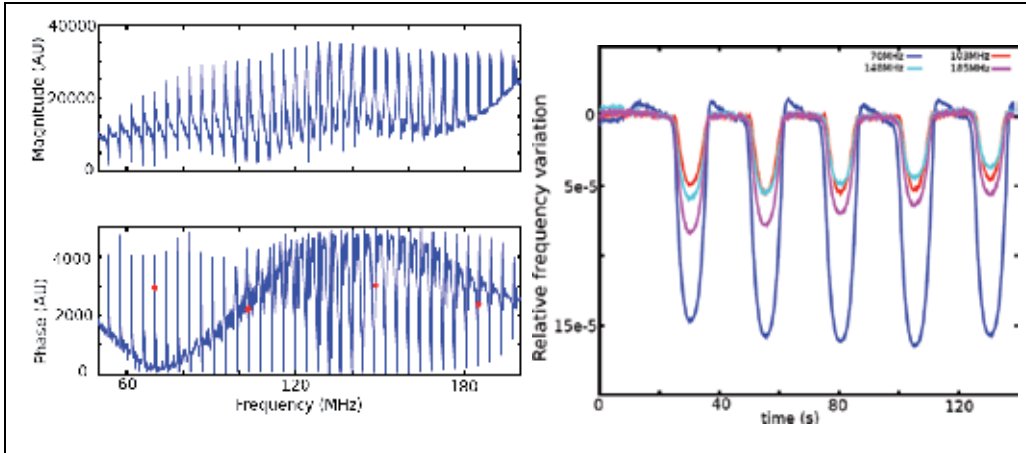 40000
20000
0
Magnitude (AU)
4000
2000
0
Phase (AU)
60 120 180
Frequency (MHz)
70MHz 103MHz
148MHz 185MHz
0
5e-5
15e-5
Relative frequency variation
0 40 80 120
time (s)